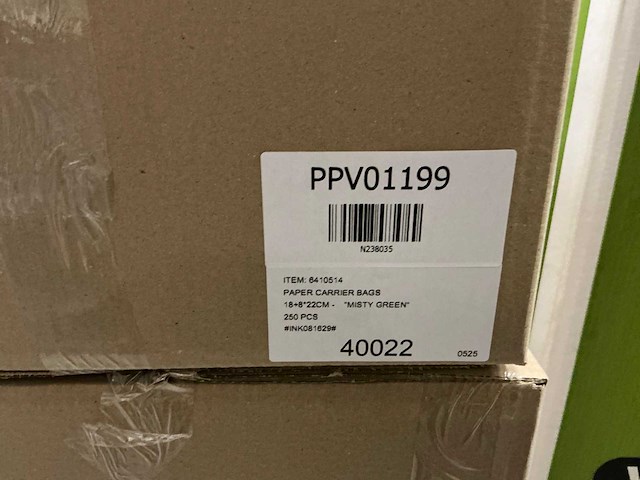 PPV01199
N238035
ITEM: 6410514
PAPER CARRIER BAGS
18+8*22CM - "MISTY GREEN"
250 PCS
#INK081629#
40022
0525